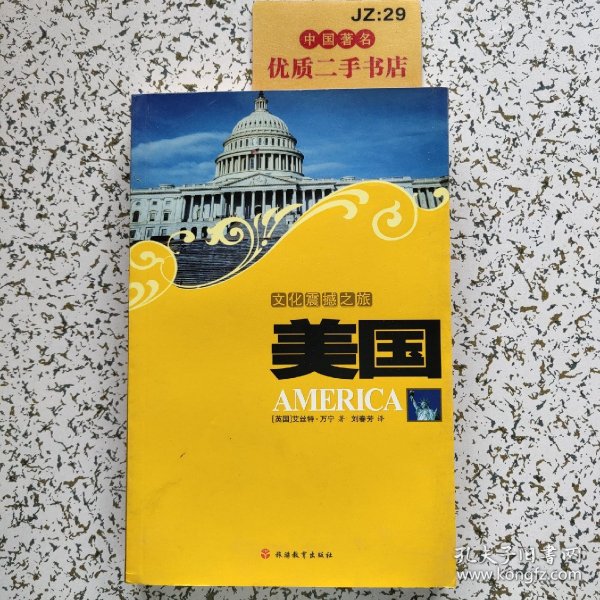 JZ:29
中国著名
优质二手书店
文化震撼之旅
美国
AMERICA
[英国]艾丝特·万宁 著 刘春芳 译
旅游教育出版社
孔夫子旧书网
www.kongfz.com